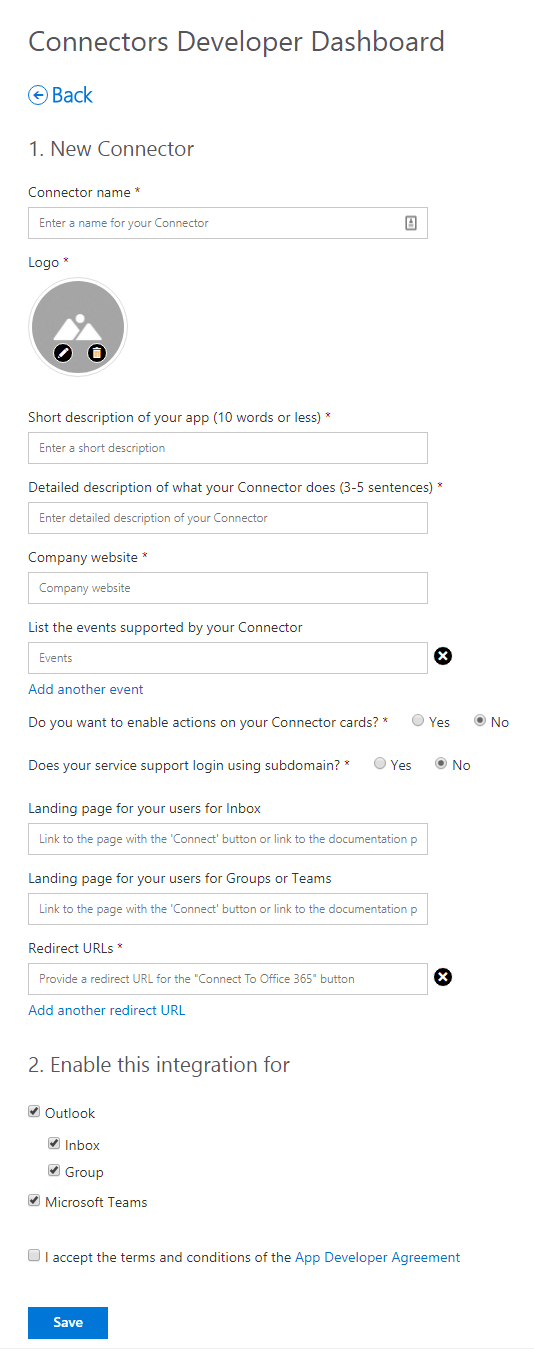 Connectors Developer Dashboard
Back
1. New Connector
Connector name *
Enter a name for your Connector
Logo *
Short description of your app (10 words or less) *
Enter a short description
Detailed description of what your Connector does (3-5 sentences) *
Enter detailed description of your Connector
Company website *
Company website
List the events supported by your Connector
Events
Add another event
Do you want to enable actions on your Connector cards? * Yes No
Does your service support login using subdomain? * Yes No
Landing page for your users for Inbox
Link to the page with the 'Connect' button or link to the documentation p
Landing page for your users for Groups or Teams
Link to the page with the 'Connect' button or link to the documentation p
Redirect URLs *
Provide a redirect URL for the "Connect To Office 365" button
Add another redirect URL
2. Enable this integration for
Outlook
Inbox
Group
Microsoft Teams
I accept the terms and conditions of the App Developer Agreement
Save